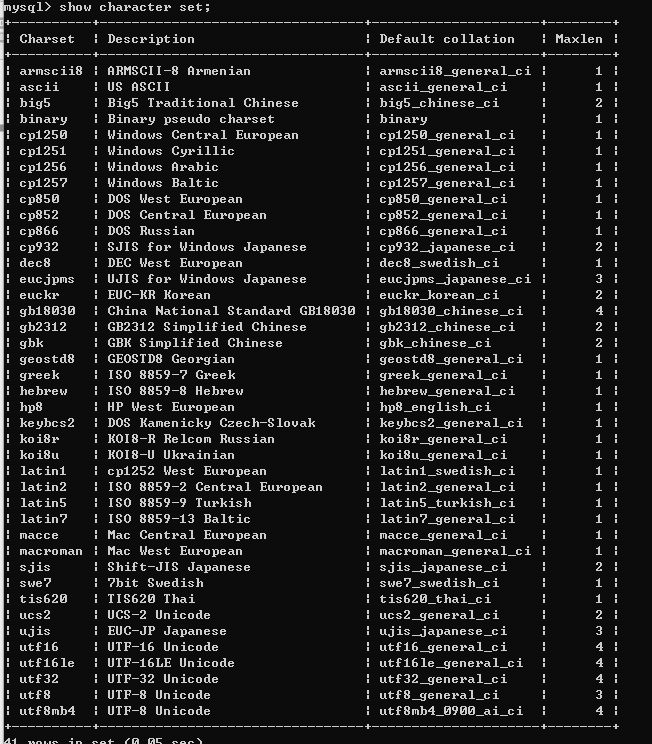 mysql> show character set;
+----------+---------------------------------+---------------------+--------+
| Charset  | Description                     | Default collation   | Maxlen |
+----------+---------------------------------+---------------------+--------+
| armscii8 | ARMSCII-8 Armenian              | armscii8_general_ci |      1 |
| ascii    | US ASCII                        | ascii_general_ci    |      1 |
| big5     | Big5 Traditional Chinese        | big5_chinese_ci     |      2 |
| binary   | Binary pseudo charset           | binary              |      1 |
| cp1250   | Windows Central European        | cp1250_general_ci   |      1 |
| cp1251   | Windows Cyrillic                | cp1251_general_ci   |      1 |
| cp1256   | Windows Arabic                  | cp1256_general_ci   |      1 |
| cp1257   | Windows Baltic                  | cp1257_general_ci   |      1 |
| cp850    | DOS West European               | cp850_general_ci    |      1 |
| cp852    | DOS Central European            | cp852_general_ci    |      1 |
| cp866    | DOS Russian                     | cp866_general_ci    |      1 |
| cp932    | SJIS for Windows Japanese       | cp932_japanese_ci   |      2 |
| dec8     | DEC West European               | dec8_swedish_ci     |      1 |
| eucjpms  | UJIS for Windows Japanese       | eucjpms_japanese_ci |      3 |
| euckr    | EUC-KR Korean                   | euckr_korean_ci     |      2 |
| gb18030  | China National Standard GB18030 | gb18030_chinese_ci  |      4 |
| gb2312   | GB2312 Simplified Chinese       | gb2312_chinese_ci   |      2 |
| gbk      | GBK Simplified Chinese          | gbk_chinese_ci      |      2 |
| geostd8  | GEOSTD8 Georgian                | geostd8_general_ci  |      1 |
| greek    | ISO 8859-7 Greek                | greek_general_ci    |      1 |
| hebrew   | ISO 8859-8 Hebrew               | hebrew_general_ci   |      1 |
| hp8      | HP West European                | hp8_english_ci      |      1 |
| keybcs2  | DOS Kamenicky Czech-Slovak      | keybcs2_general_ci  |      1 |
| koi8r    | KOI8-R Relcom Russian           | koi8r_general_ci    |      1 |
| koi8u    | KOI8-U Ukrainian                | koi8u_general_ci    |      1 |
| latin1   | cp1252 West European            | latin1_swedish_ci   |      1 |
| latin2   | ISO 8859-2 Central European     | latin2_general_ci   |      1 |
| latin5   | ISO 8859-9 Turkish              | latin5_turkish_ci   |      1 |
| latin7   | ISO 8859-13 Baltic              | latin7_general_ci   |      1 |
| macce    | Mac Central European            | macce_general_ci    |      1 |
| macroman | Mac West European               | macroman_general_ci |      1 |
| sjis     | Shift-JIS Japanese              | sjis_japanese_ci    |      2 |
| swe7     | 7bit Swedish                    | swe7_swedish_ci     |      1 |
| tis620   | TIS620 Thai                     | tis620_thai_ci      |      1 |
| ucs2     | UCS-2 Unicode                   | ucs2_general_ci     |      2 |
| ujis     | EUC-JP Japanese                 | ujis_japanese_ci    |      3 |
| utf16    | UTF-16 Unicode                  | utf16_general_ci    |      4 |
| utf16le  | UTF-16LE Unicode                | utf16le_general_ci  |      4 |
| utf32    | UTF-32 Unicode                  | utf32_general_ci    |      4 |
| utf8     | UTF-8 Unicode                   | utf8_general_ci     |      3 |
| utf8mb4  | UTF-8 Unicode                   | utf8mb4_0900_ai_ci  |      4 |
+----------+---------------------------------+---------------------+--------+
41 rows in set (0.05 sec)